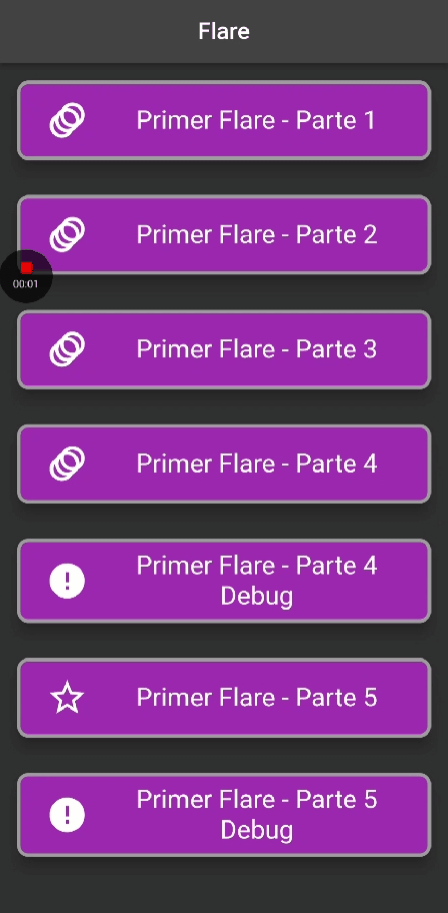 Flare
Primer Flare - Parte 1
Primer Flare - Parte 2
00:01
Primer Flare - Parte 3
Primer Flare - Parte 4
Primer Flare - Parte 4
Debug
Primer Flare - Parte 5
Primer Flare - Parte 5
Debug